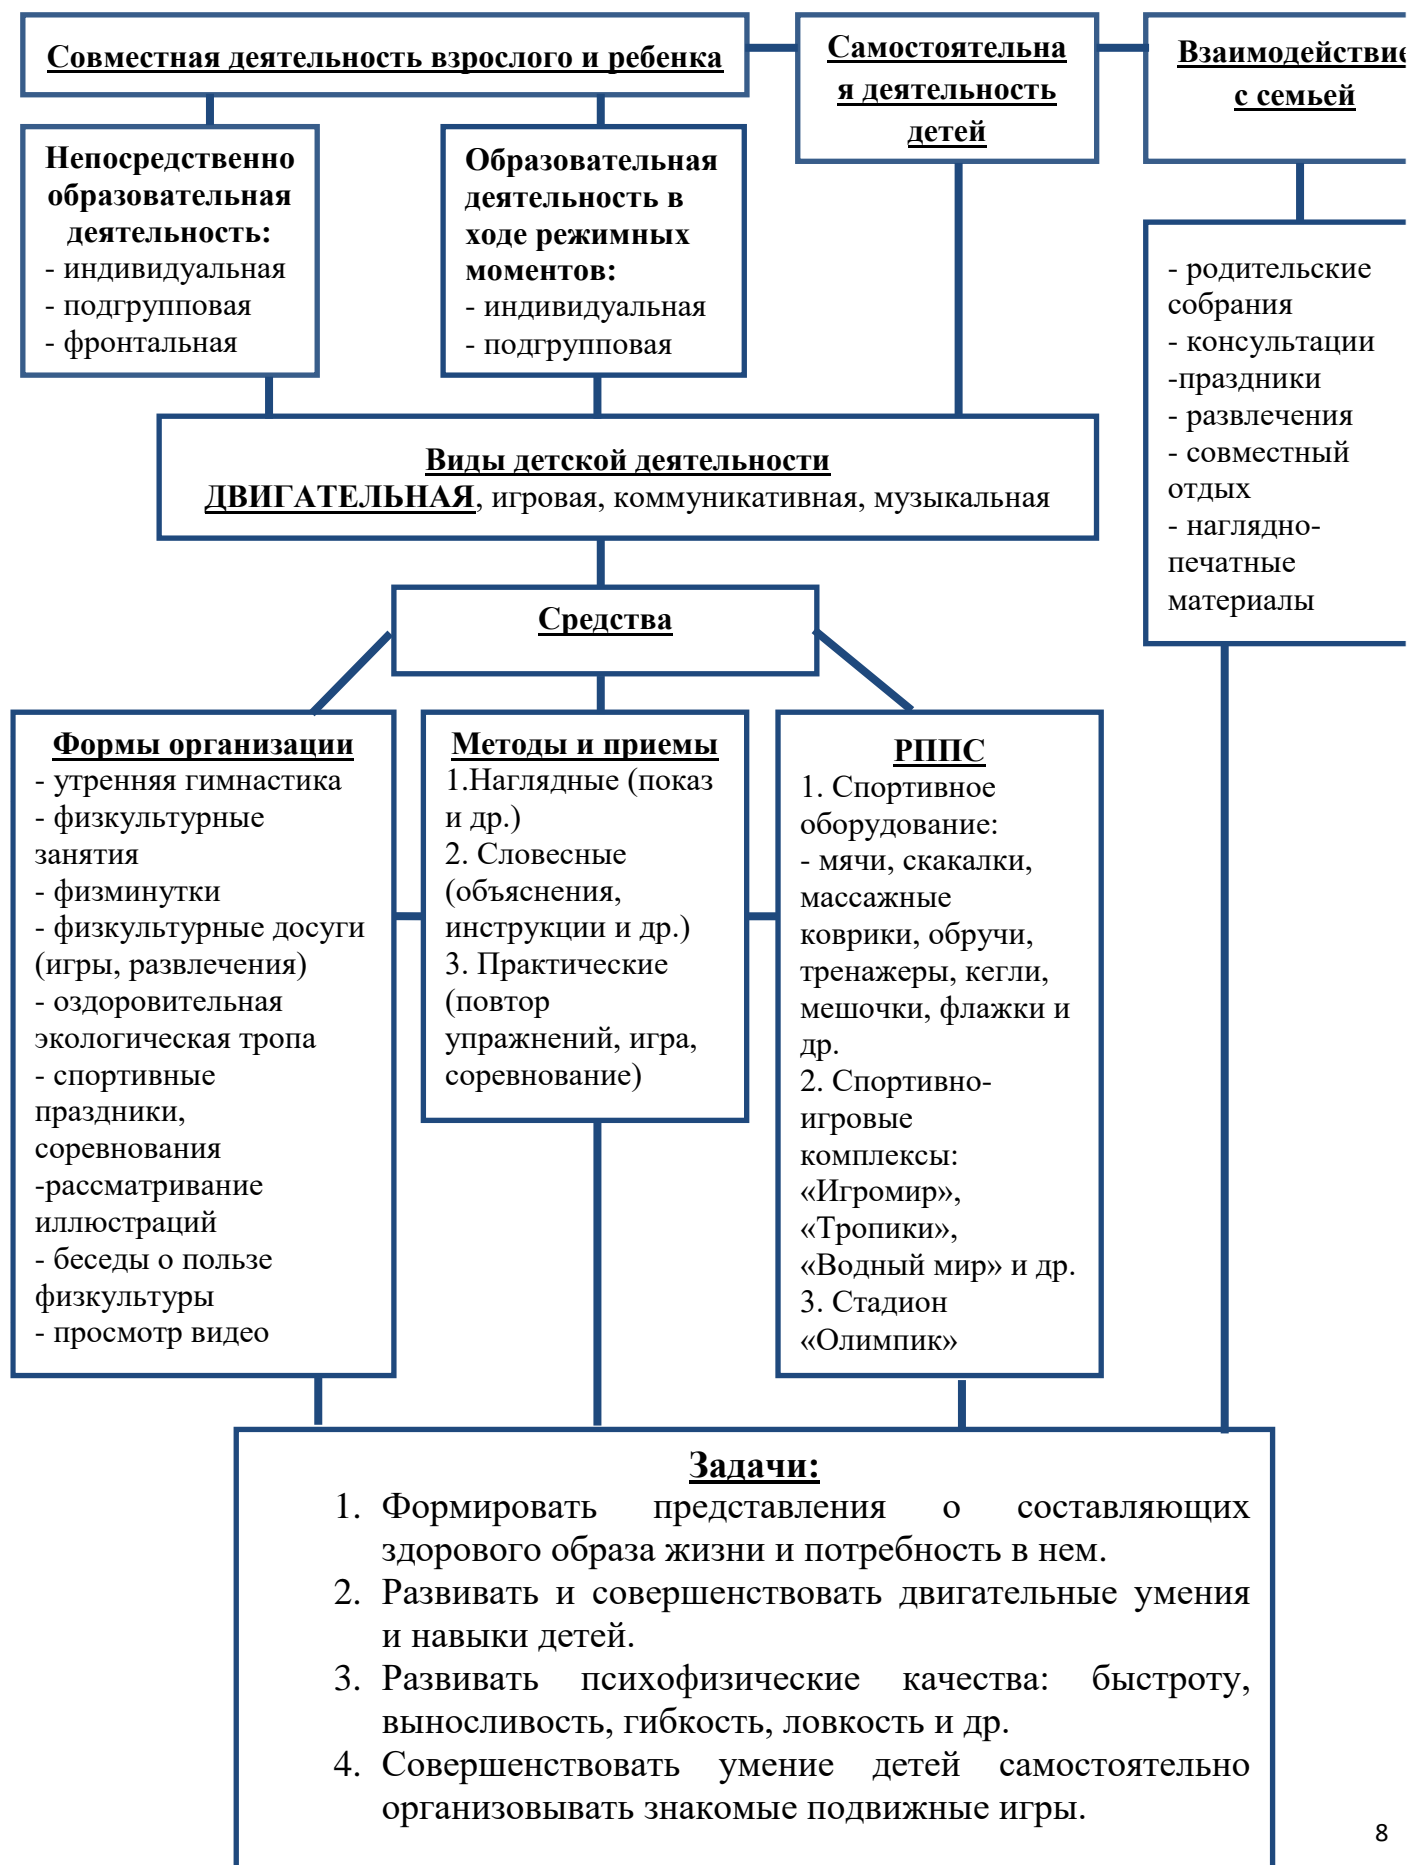 Совместная деятельность взрослого и ребенка
Самостоятельна
я деятельность
детей
Взаимодействие
с семьей
Непосредственно
образовательная
деятельность:
- индивидуальная
- подгрупповая
- фронтальная
Образовательная
деятельность в
ходе режимных
моментов:
- индивидуальная
- подгрупповая
- родительские
собрания
- консультации
-праздники
- развлечения
- совместный
отдых
- наглядно-
печатные
материалы
Виды детской деятельности
ДВИГАТЕЛЬНАЯ, игровая, коммуникативная, музыкальная
Средства
Формы организации
- утренняя гимнастика
- физкультурные
занятия
- физминутки
- физкультурные досуги
(игры, развлечения)
- оздоровительная
экологическая тропа
- спортивные
праздники,
соревнования
-рассматривание
иллюстраций
- беседы о пользе
физкультуры
- просмотр видео
Методы и приемы
1.Наглядные (показ
и др.)
2. Словесные
(объяснения,
инструкции и др.)
3. Практические
(повтор
упражнений, игра,
соревнование)
РППС
1. Спортивное
оборудование:
- мячи, скакалки,
массажные
коврики, обручи,
тренажеры, кегли,
мешочки, флажки и
др.
2. Спортивно-
игровые
комплексы:
«Игромир»,
«Тропики»,
«Водный мир» и др.
3. Стадион
«Олимпик»
Задачи:
1. Формировать представления о составляющих
здорового образа жизни и потребность в нем.
2. Развивать и совершенствовать двигательные умения
и навыки детей.
3. Развивать психофизические качества: быстроту,
выносливость, гибкость, ловкость и др.
4. Совершенствовать умение детей самостоятельно
организовывать знакомые подвижные игры.
8